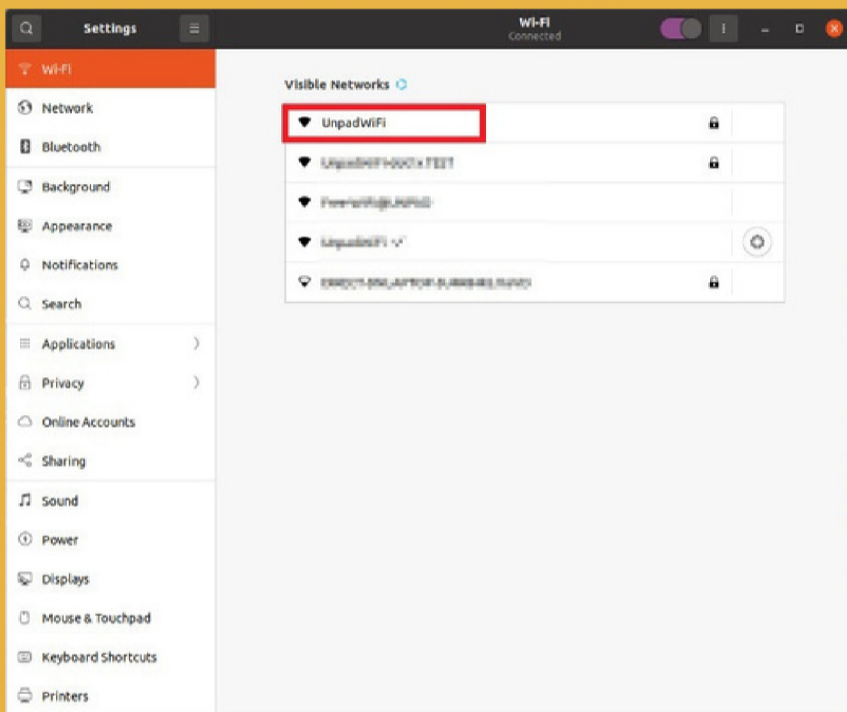 Settings
Wi-Fi
Connected
Wi-Fi
Network
Bluetooth
Background
Appearance
Notifications
Search
Applications
Privacy
Online Accounts
Sharing
Sound
Power
Displays
Mouse & Touchpad
Keyboard Shortcuts
Printers
Visible Networks
UnpadWiFi